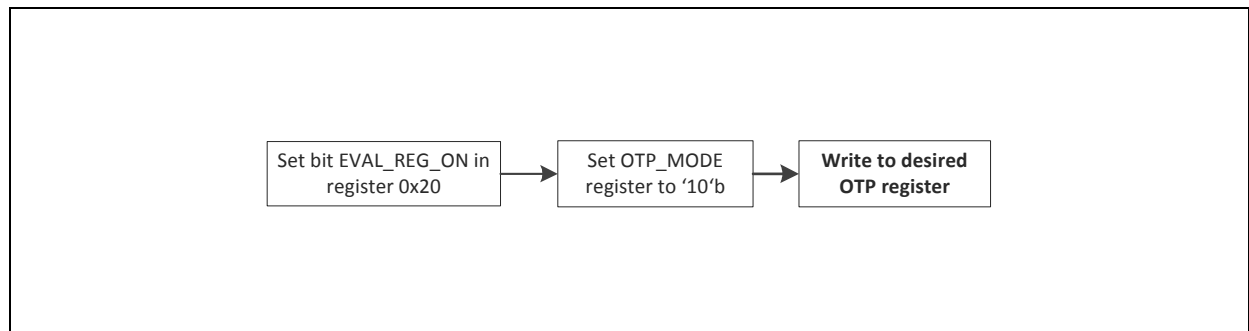 Set bit EVAL_REG_ON in
register 0x20
Set OTP_MODE
register to ‘10‘b
Write to desired
OTP register